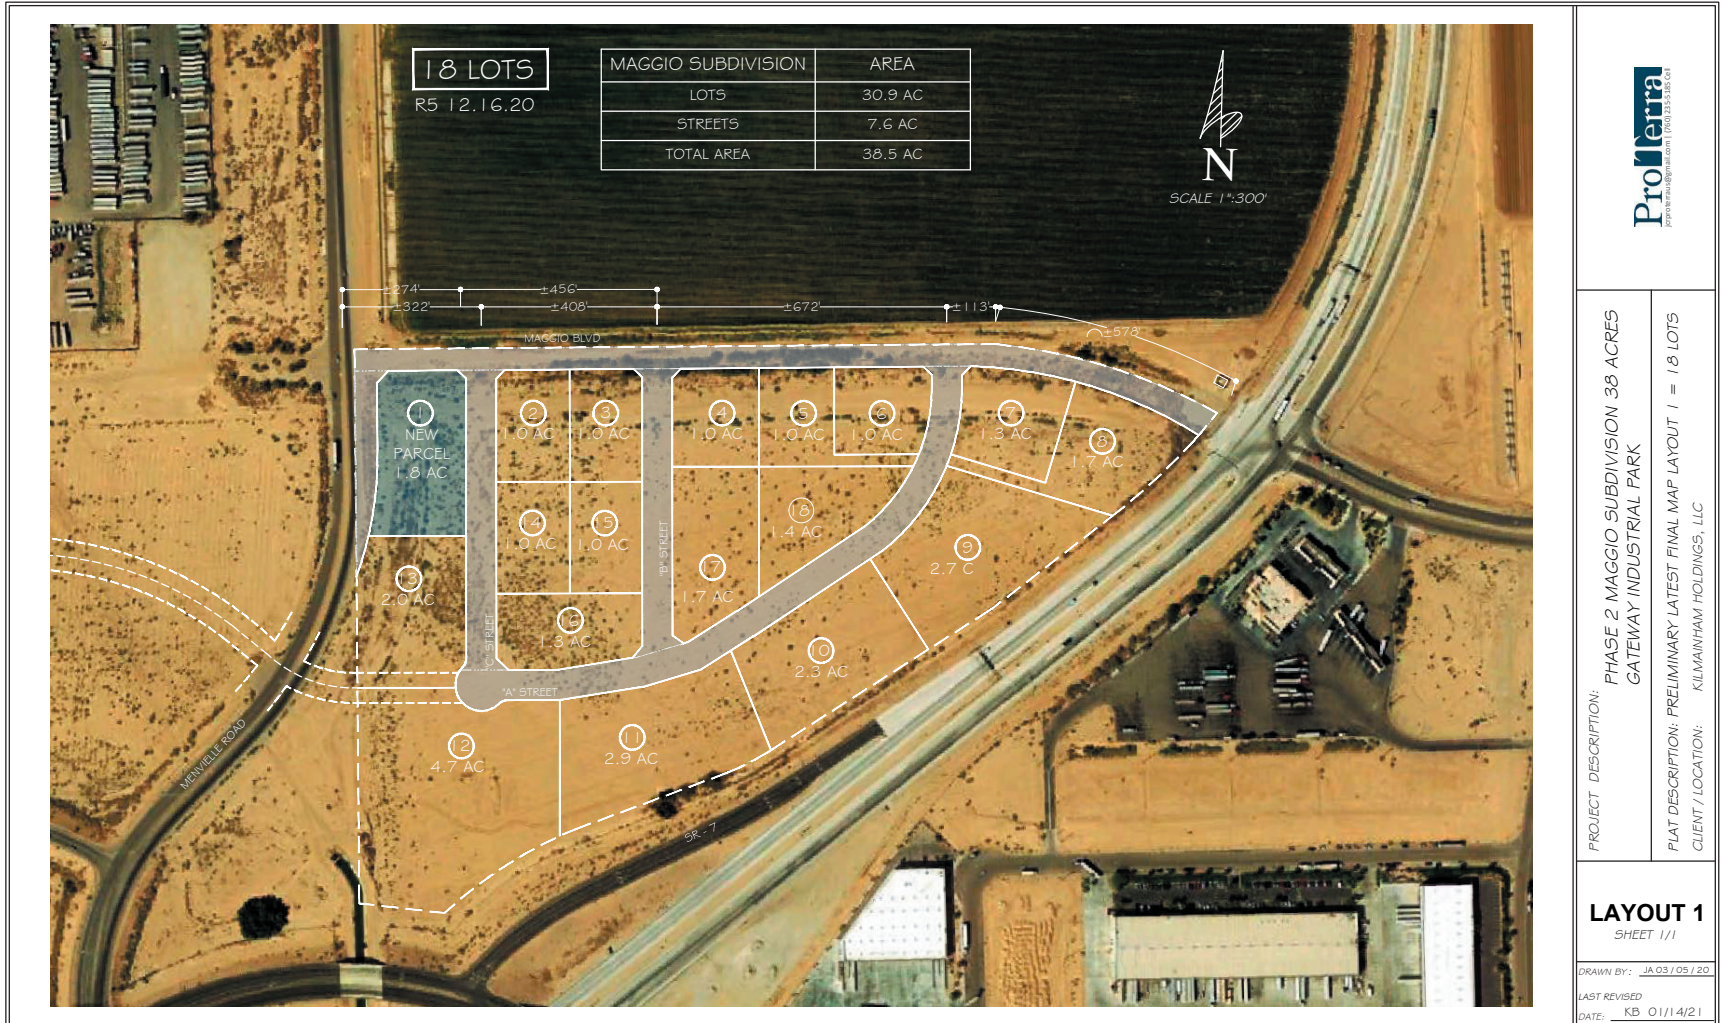 18 LOTS
R5 12.16.20
MAGGIO SUBDIVISION AREA
LOTS 30.9 AC
STREETS 7.6 AC
TOTAL AREA 38.5 AC
N
SCALE 1":300'
±274' ±456'
±322' ±408' ±672' ±113' ±578'
MAGGIO BLVD
1
NEW
PARCEL
1.8 AC
2
1.0 AC
3
1.0 AC
4
1.0 AC
5
1.0 AC
6
1.0 AC
7
1.3 AC
8
1.7 AC
14
1.0 AC
15
1.0 AC
18
1.4 AC
9
2.7 C
13
2.0 AC
16
1.3 AC
17
1.7 AC
10
2.3 AC
12
4.7 AC
11
2.9 AC
"B" STREET
"C" STREET
"A" STREET
MENVIELLE ROAD
SR - 7
ProTerra
PROJECT DESCRIPTION:
PHASE 2 MAGGIO SUBDIVISION 38 ACRES
GATEWAY INDUSTRIAL PARK
PLAT DESCRIPTION: PRELIMINARY LATEST FINAL MAP LAYOUT 1 = 18 LOTS
CLIENT / LOCATION: KILMAINHAM HOLDINGS, LLC
LAYOUT 1
SHEET 1/1
DRAWN BY: JA 03 / 05 / 20
LAST REVISED
DATE: KB 01/14/21